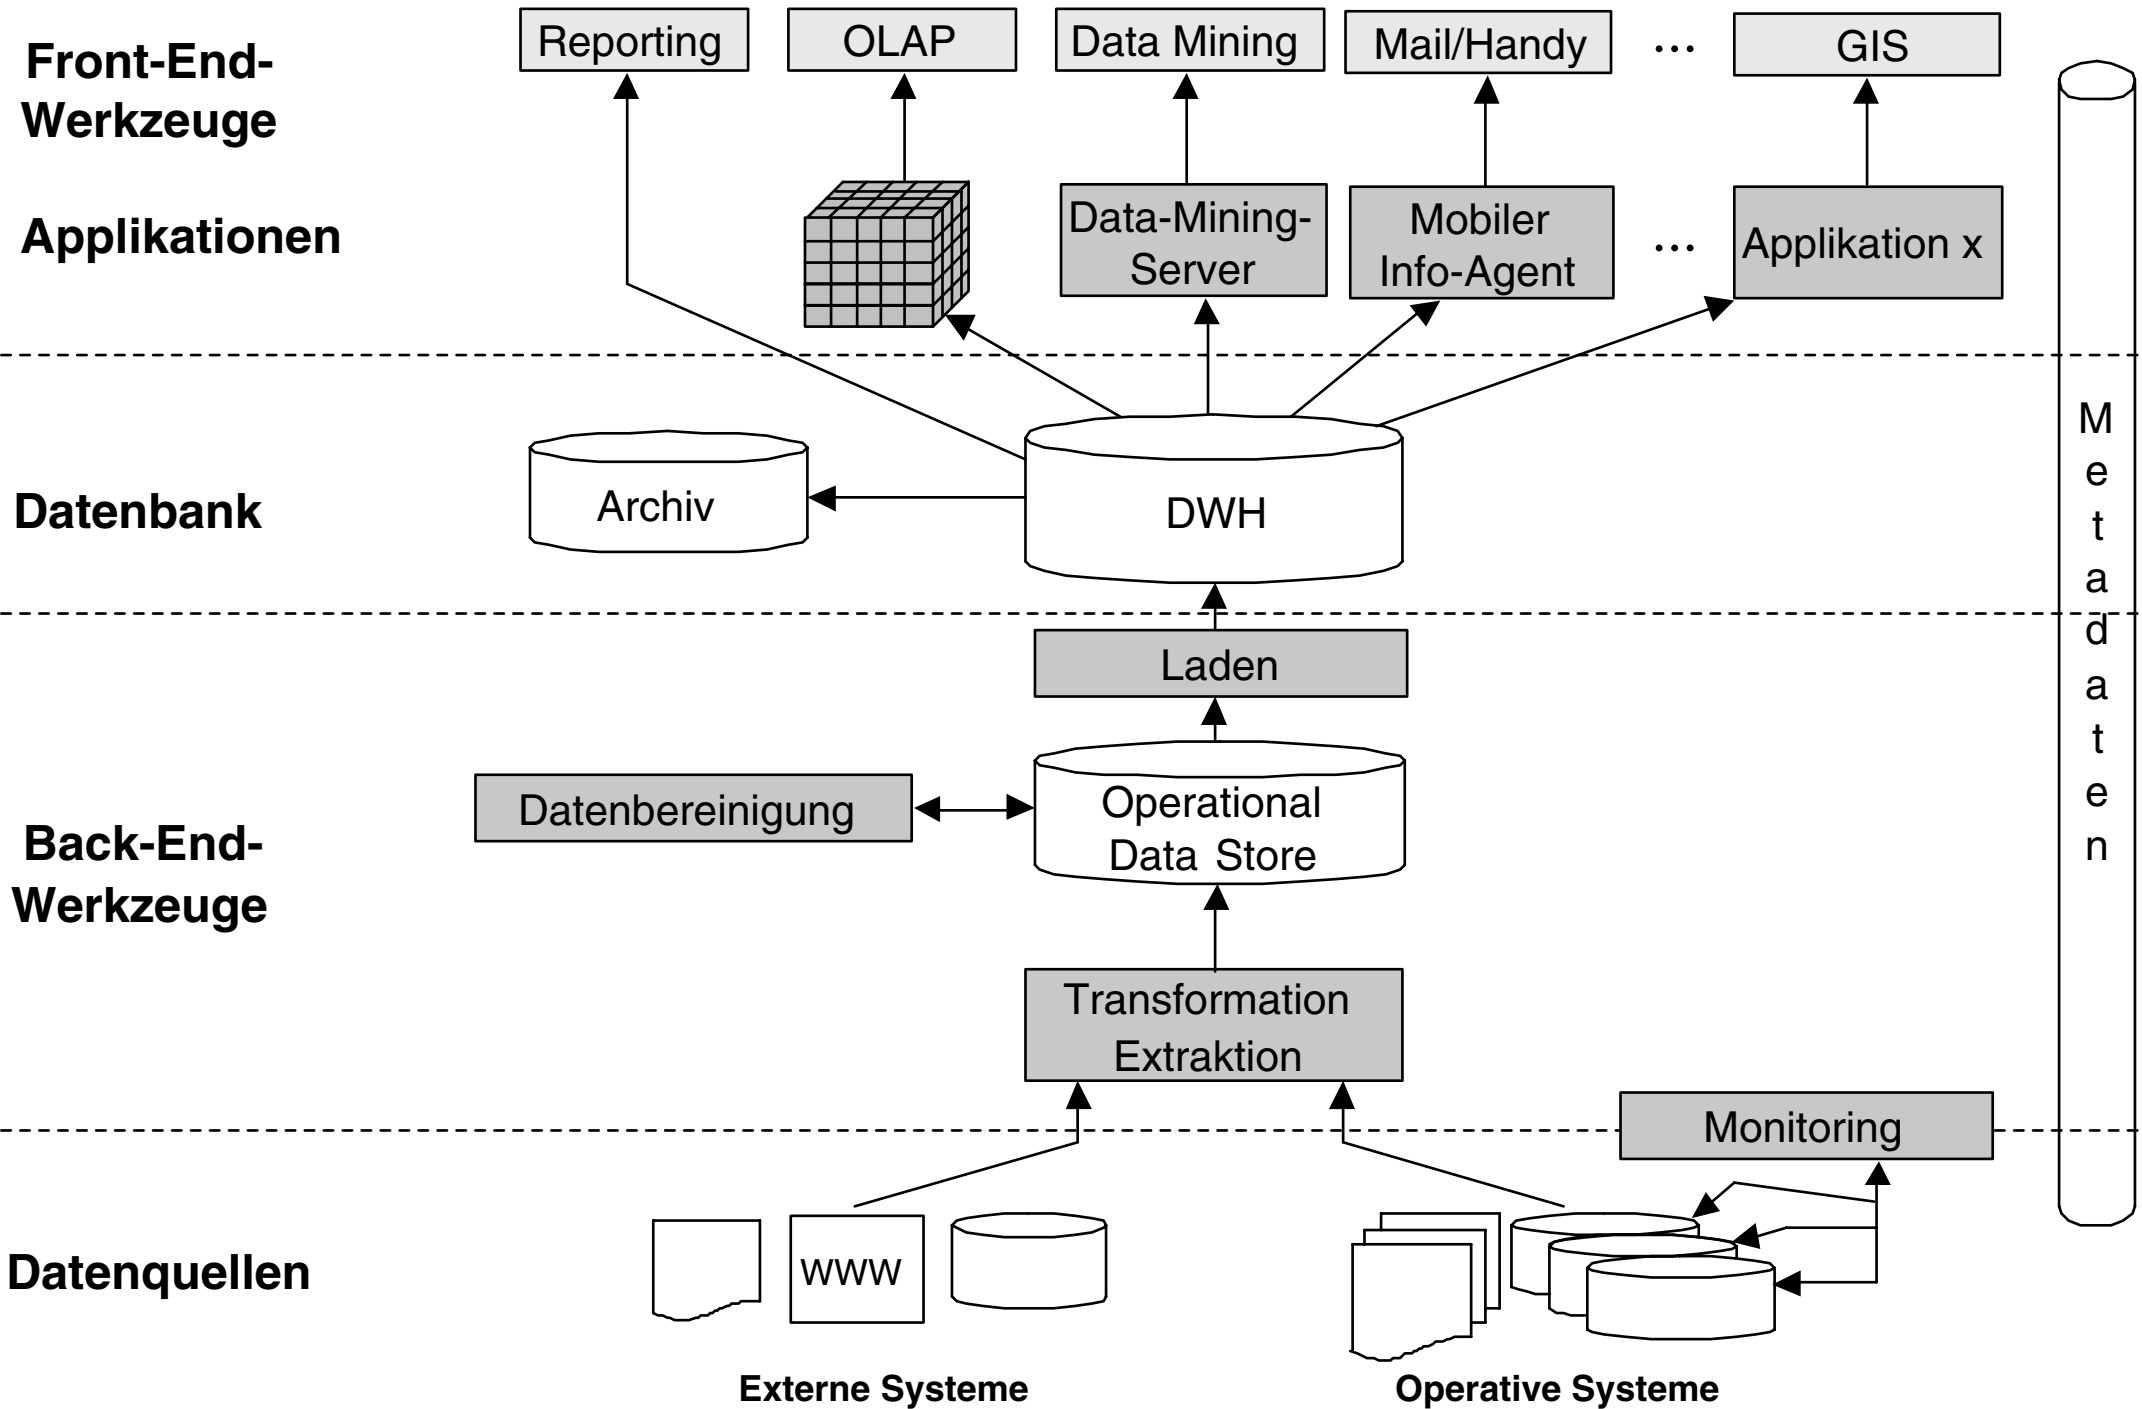 Front-End-
Werkzeuge
Reporting
OLAP
Data Mining
Mail/Handy
...
GIS
Applikationen
Data-Mining-
Server
Mobiler
Info-Agent
...
Applikation x
Datenbank
Archiv
DWH
Metadaten
Back-End-
Werkzeuge
Laden
Datenbereinigung
Operational
Data Store
Transformation
Extraktion
Monitoring
Datenquellen
WWW
Externe Systeme
Operative Systeme